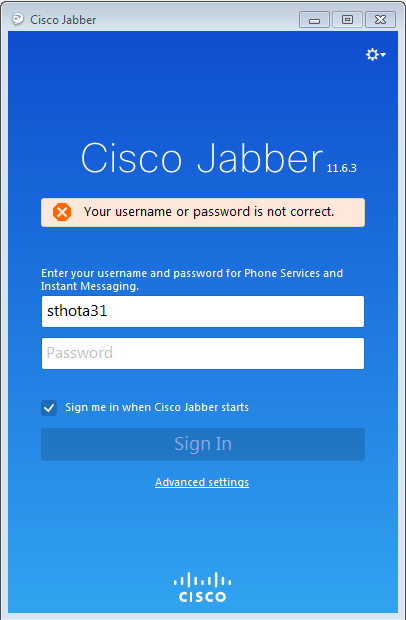 Cisco Jabber
Cisco Jabber 11.6.3
Your username or password is not correct.
Enter your username and password for Phone Services and
Instant Messaging.
sthota31
Password
Sign me in when Cisco Jabber starts
Sign In
Advanced settings
CISCO